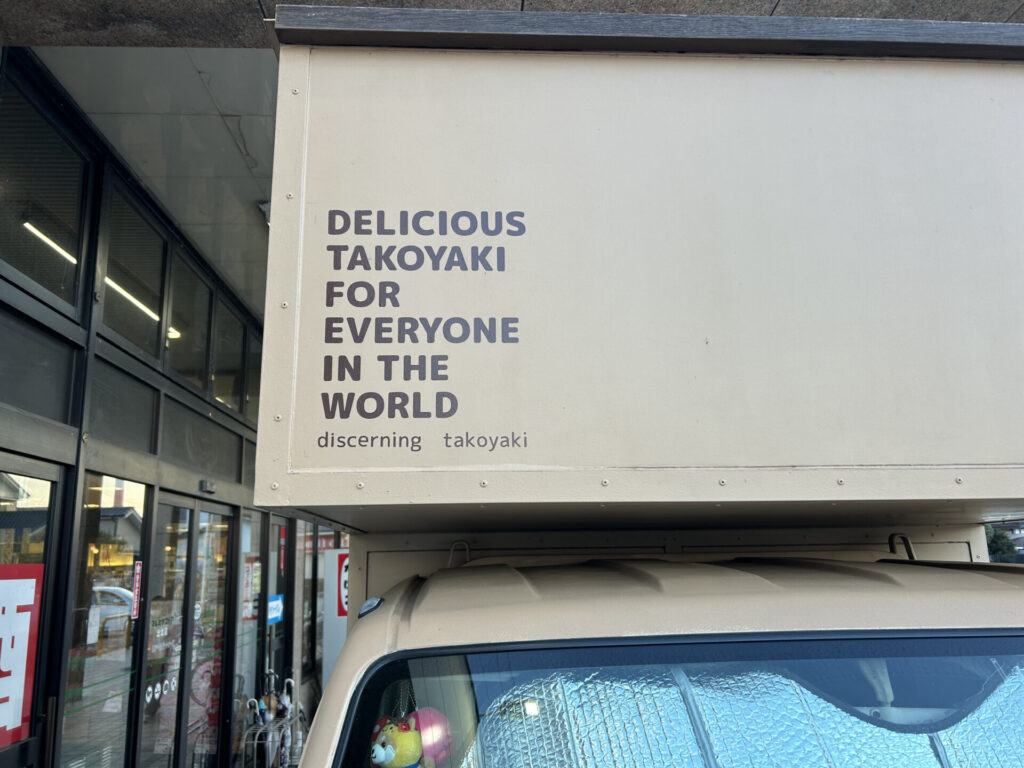 DELICIOUS
TAKOYAKI
FOR
EVERYONE
IN THE
WORLD
discerning takoyaki